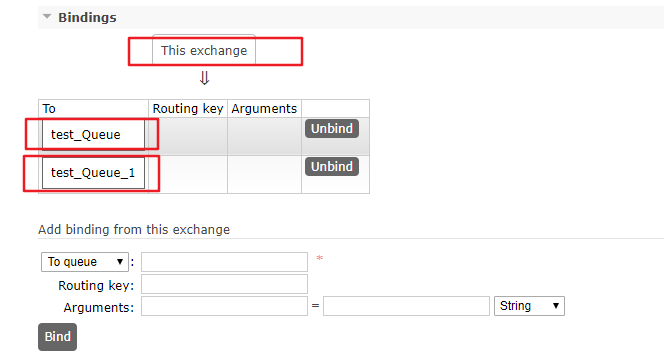 Bindings
This exchange
⇓
To Routing key Arguments
test_Queue Unbind
test_Queue_1 Unbind
Add binding from this exchange
To queue : *
Routing key:
Arguments: = String
Bind